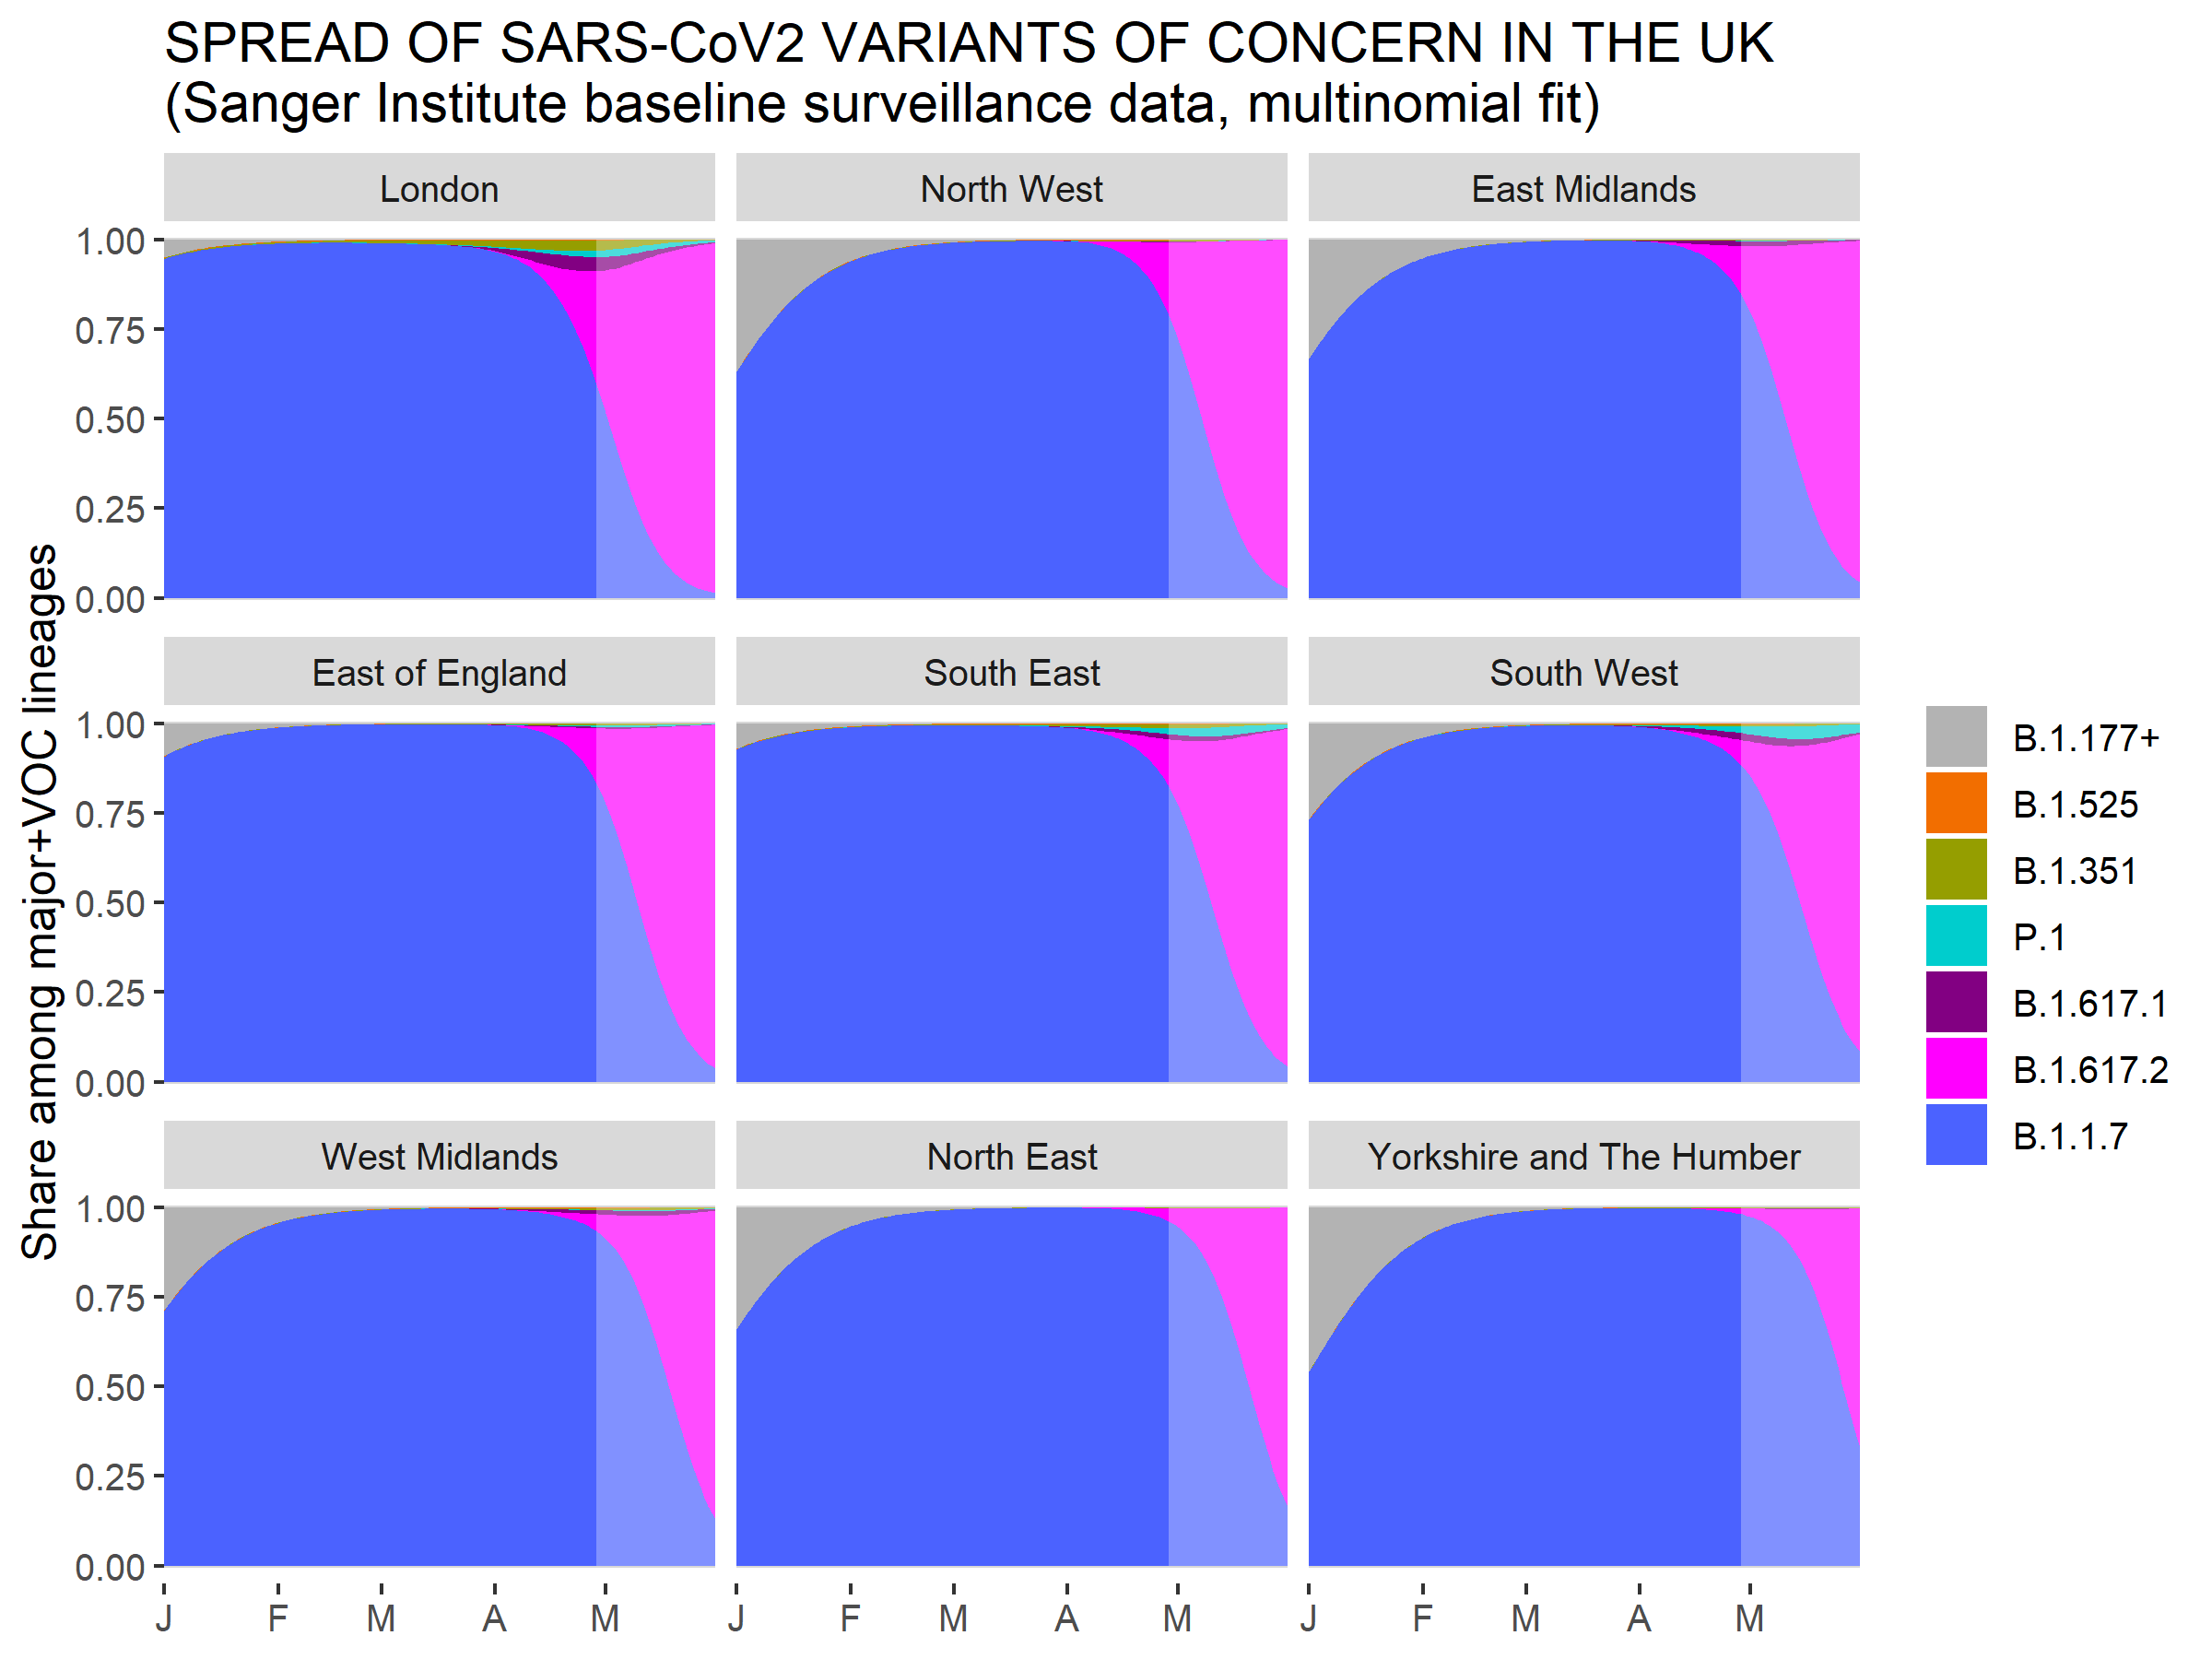 SPREAD OF SARS-CoV2 VARIANTS OF CONCERN IN THE UK
(Sanger Institute baseline surveillance data, multinomial fit)
Share among major+VOC lineages
London
North West
East Midlands
1.00
0.75
0.50
0.25
0.00
East of England
South East
South West
1.00
0.75
0.50
0.25
0.00
West Midlands
North East
Yorkshire and The Humber
1.00
0.75
0.50
0.25
0.00
J F M A M
J F M A M
J F M A M
B.1.177+
B.1.525
B.1.351
P.1
B.1.617.1
B.1.617.2
B.1.1.7